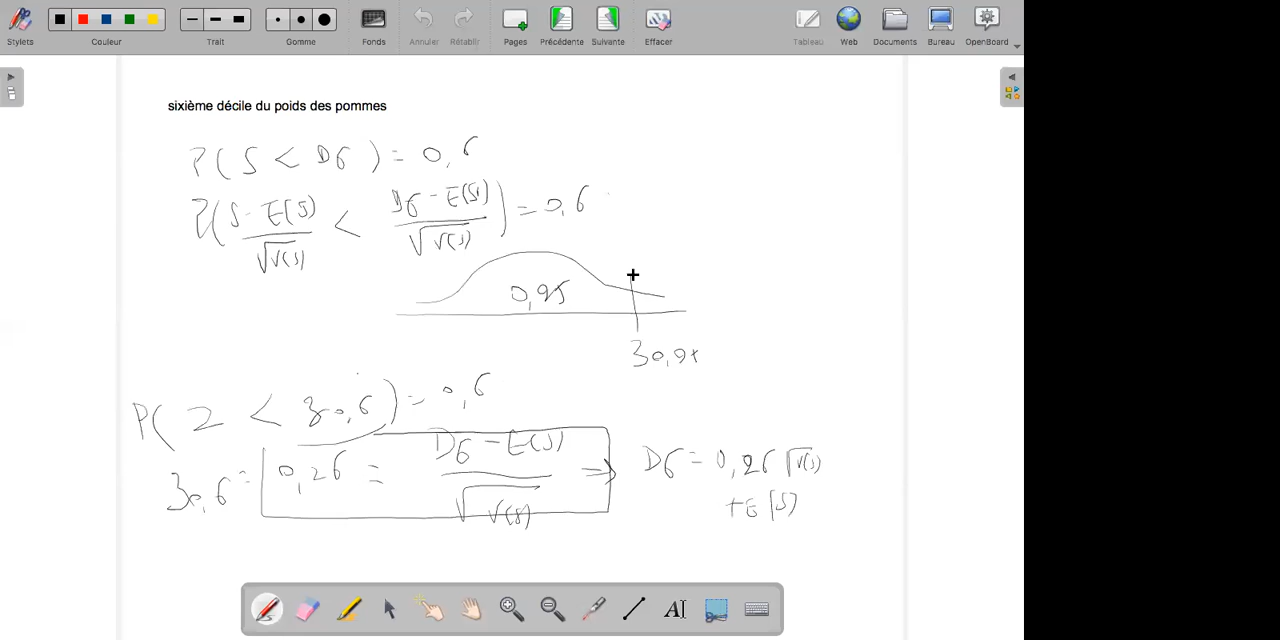 Stylets
Couleur
Trait
Gomme
Fonds
Annuler
Rétablir
Pages
Précédente
Suivante
Effacer
Tableau
Web
Documents
Bureau
OpenBoard
sixième décile du poids des pommes
P(S < D6) = 0,6
P(S - E(S) / √V(S) < D6 - E(S) / √V(S)) = 0,6
0,95
P(Z < z0,6) = 0,6
z0,6 = 0,26 = D6 - E(S) / √V(S) → D6 = 0,26 √V(S)
+ E(S)
A